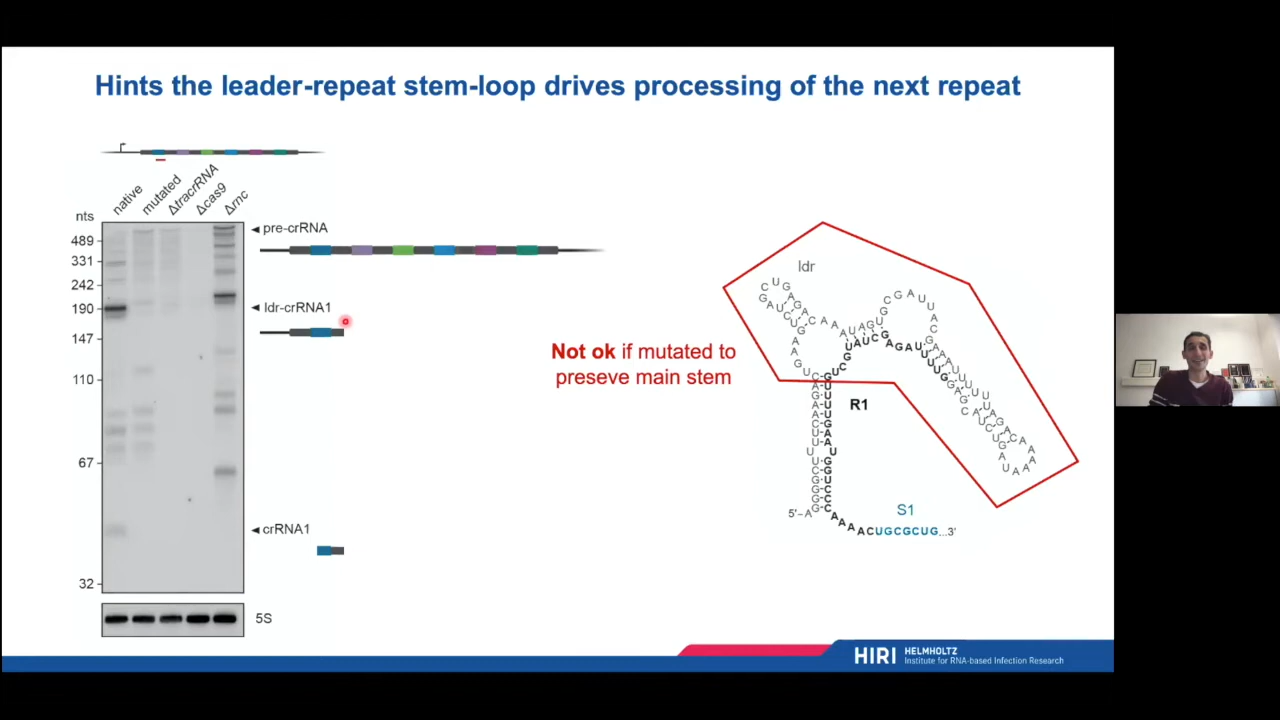 Hints the leader-repeat stem-loop drives processing of the next repeat
native
mutated
ΔtracrRNA
Δcas9
Δrnc
nts
489
331
242
190
147
110
67
32
pre-crRNA
ldr-crRNA1
crRNA1
5S
Not ok if mutated to
preseve main stem
ldr
R1
S1
5'–A
AAACUGCGCUG...3'
HIRI
HELMHOLTZ
Institute for RNA-based Infection Research